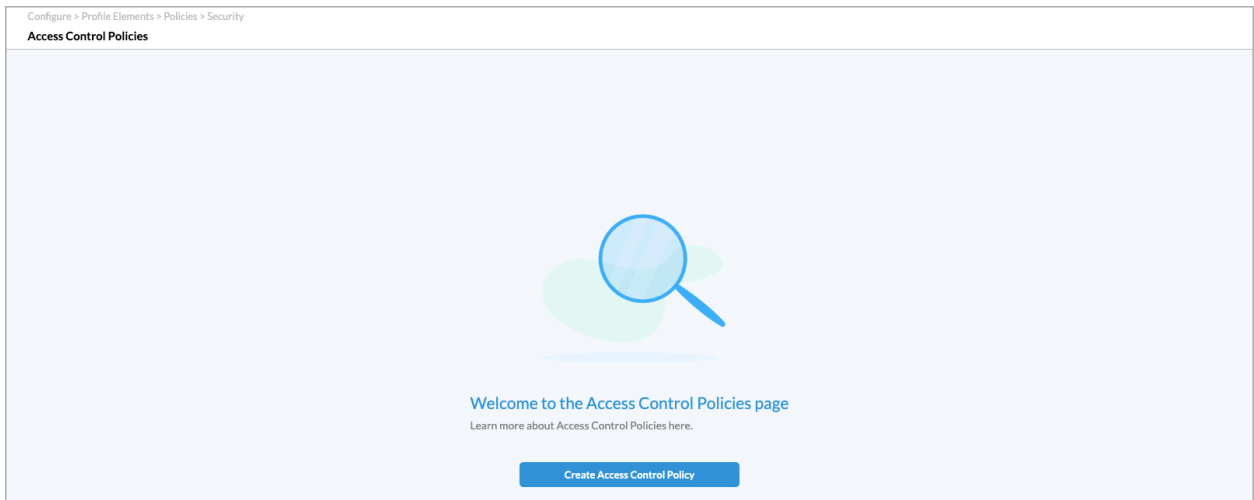 Configure > Profile Elements > Policies > Security
Access Control Policies
Welcome to the Access Control Policies page
Learn more about Access Control Policies here.
Create Access Control Policy